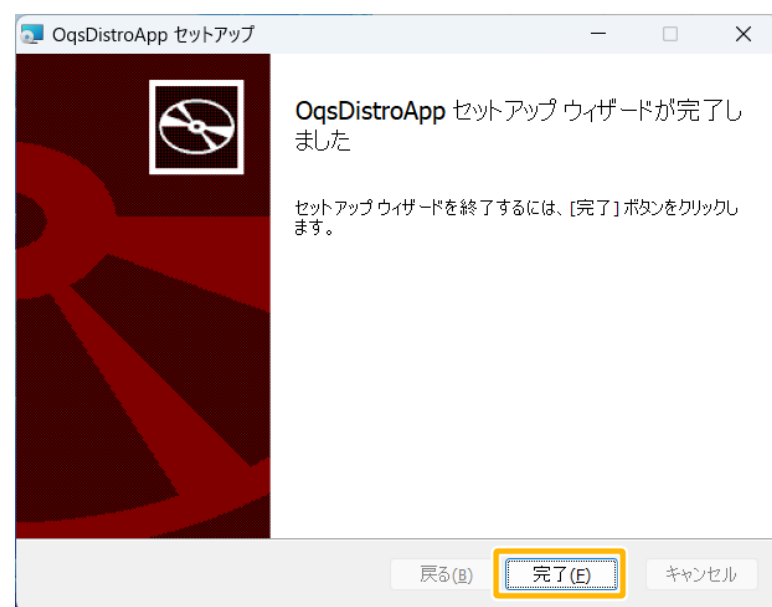 OqsDistroApp セットアップ
OqsDistroApp セットアップ ウィザードが完了し
ました
セットアップ ウィザードを終了するには、[完了] ボタンをクリックし
ます。
戻る(B)
完了(F)
キャンセル